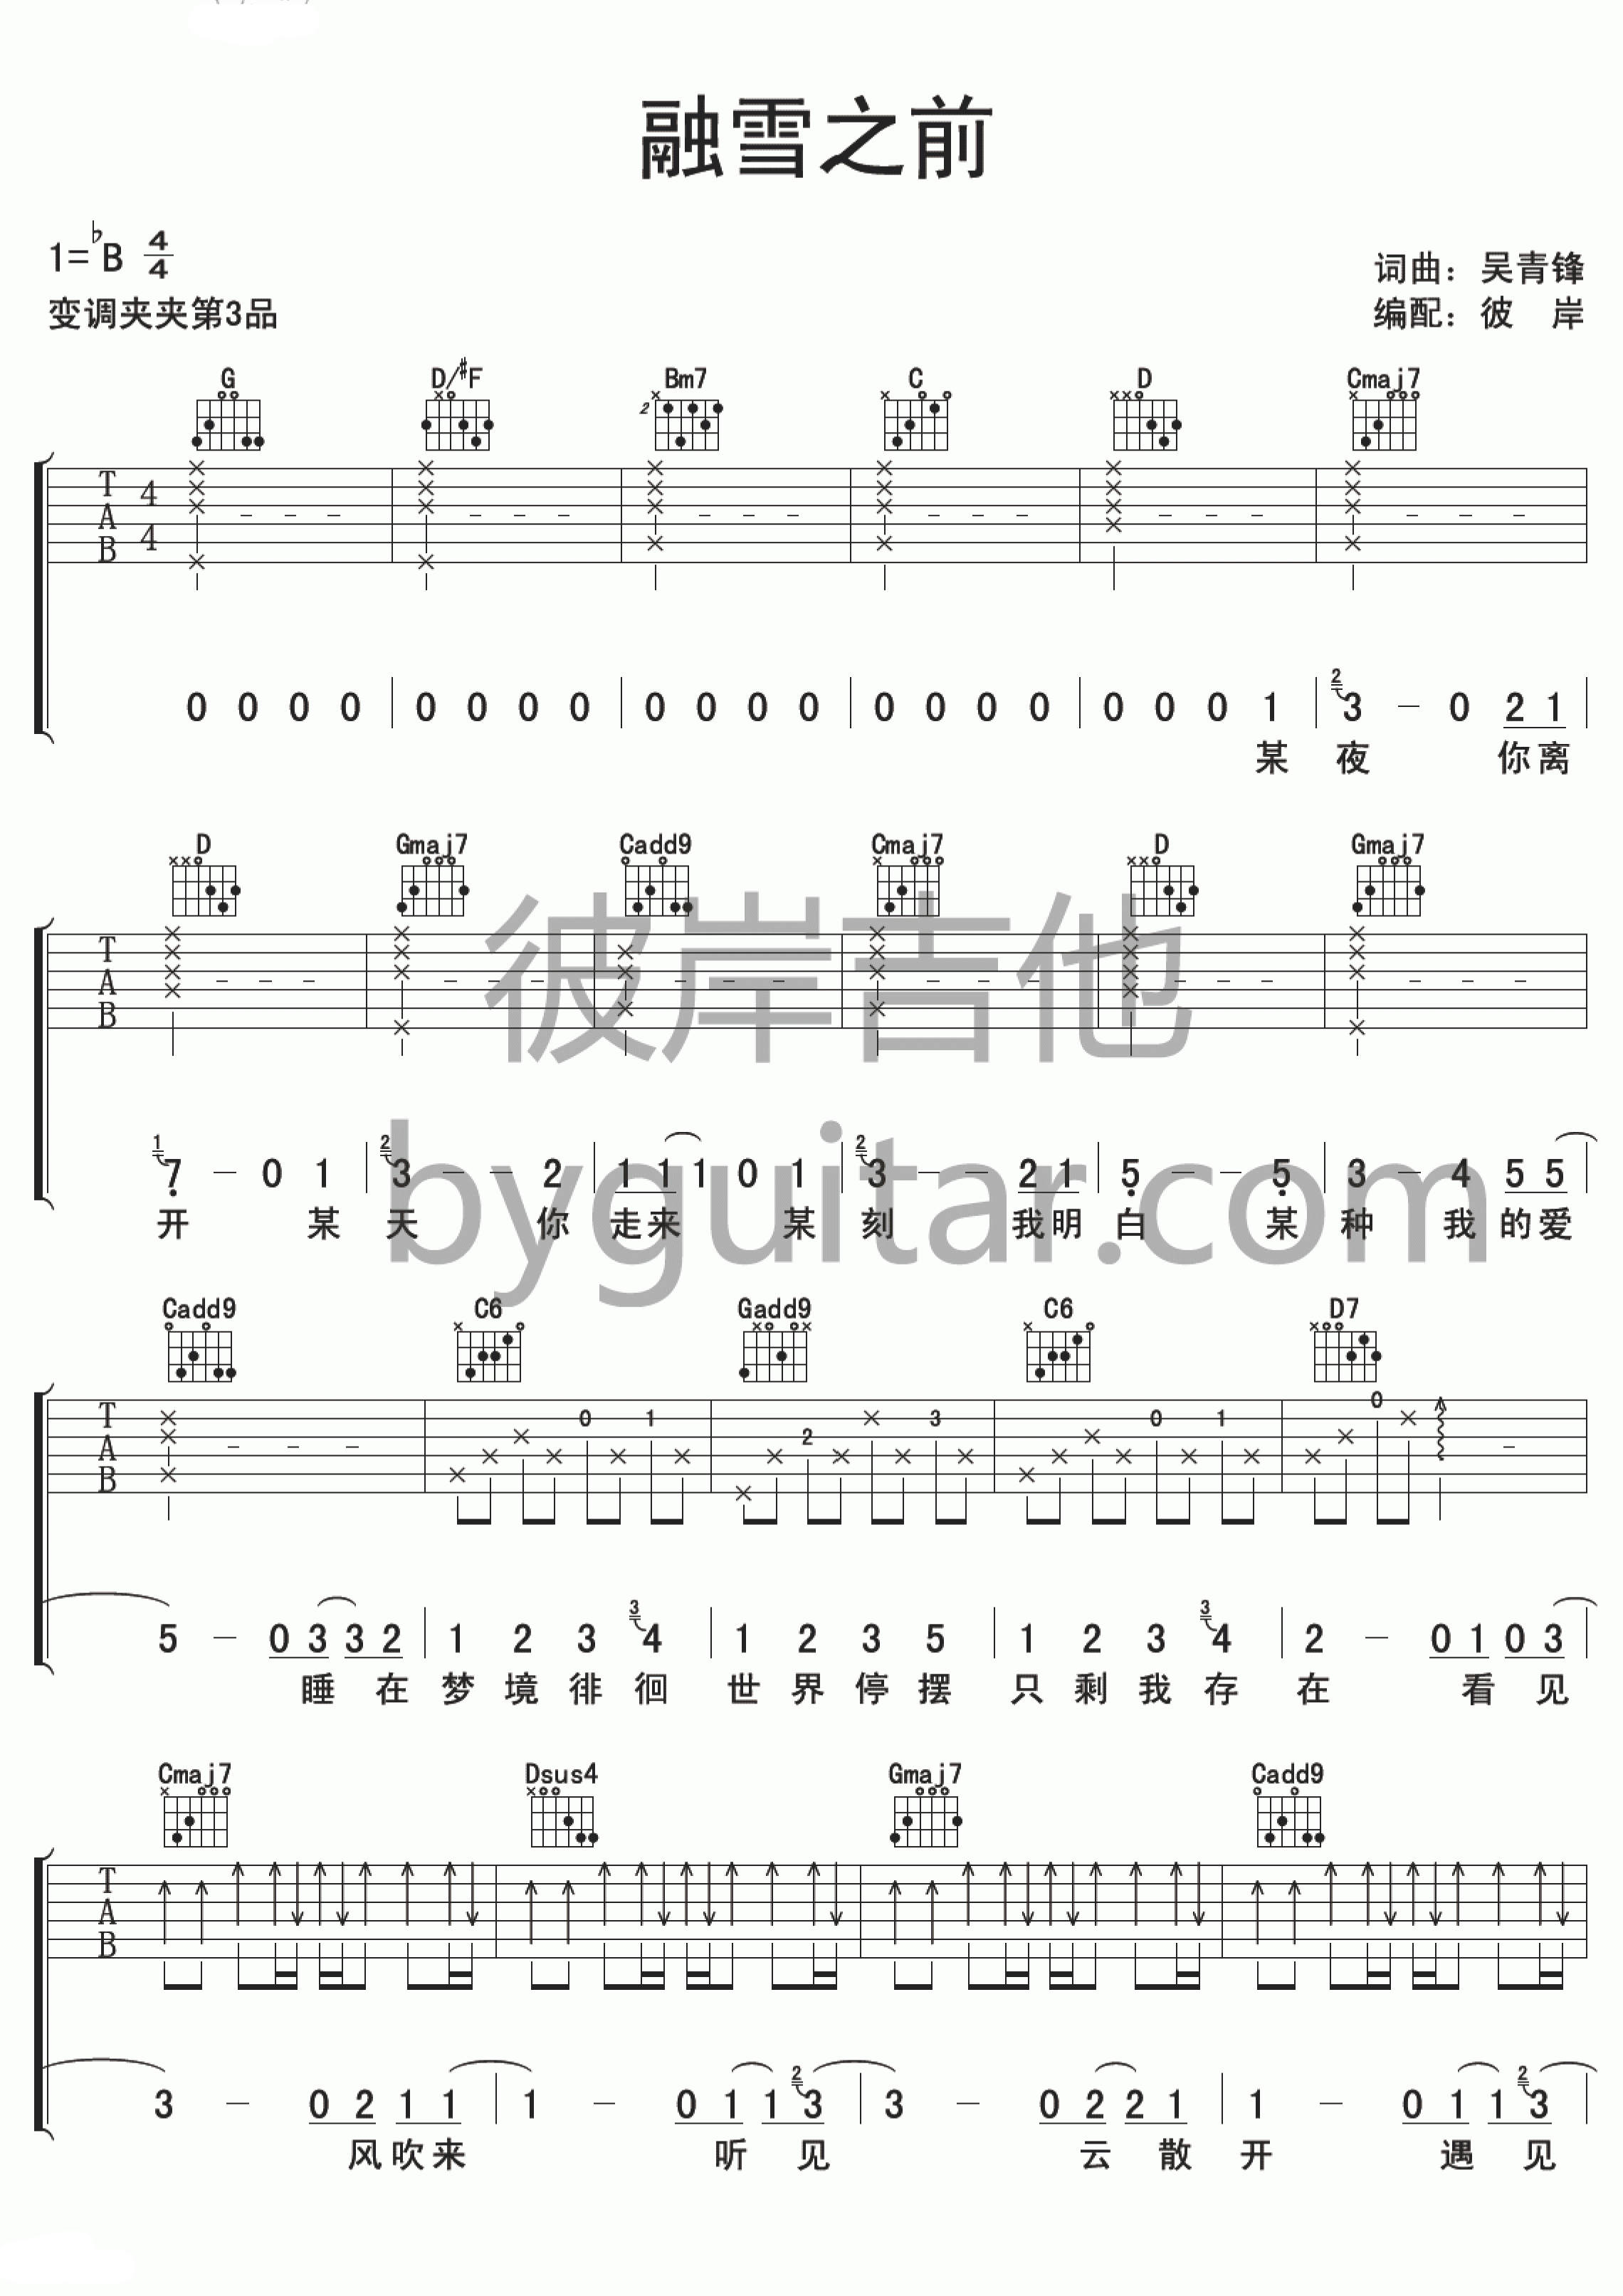 融雪之前
1=♭B 4/4
词曲：吴青锋
变调夹夹第3品
编配：彼 岸
G D/#F Bm7 C D Cmaj7
T A B 4 4
0 0 0 0 0 0 0 0 0 0 0 0 0 0 0 0 0 0 0 1 2 3 － 0 2 1
某 夜 你 离
D Gmaj7 Cadd9 Cmaj7 D Gmaj7
T A B
1 7 － 0 1 2 3 － － 2 1 1 1 0 1 2 3 － － 2 1 5 － － 5 3 － 4 5 5
开 某 天 你 走 来 某 刻 我 明 白 某 种 我 的 爱
彼岸吉他
byguitar.com
Cadd9 C6 Gadd9 C6 D7
T A B 0 1 2 3 0 1 0
5 － 0 3 3 2 1 2 3 3 4 1 2 3 5 1 2 3 3 4 2 － 0 1 0 3
睡 在 梦 境 徘 徊 世 界 停 摆 只 剩 我 存 在 看 见
Cmaj7 Dsus4 Gmaj7 Cadd9
T A B
3 － 0 2 1 1 1 － 0 1 1 2 3 3 － 0 2 2 1 1 － 0 1 1 2 3
风 吹 来 听 见 云 散 开 遇 见